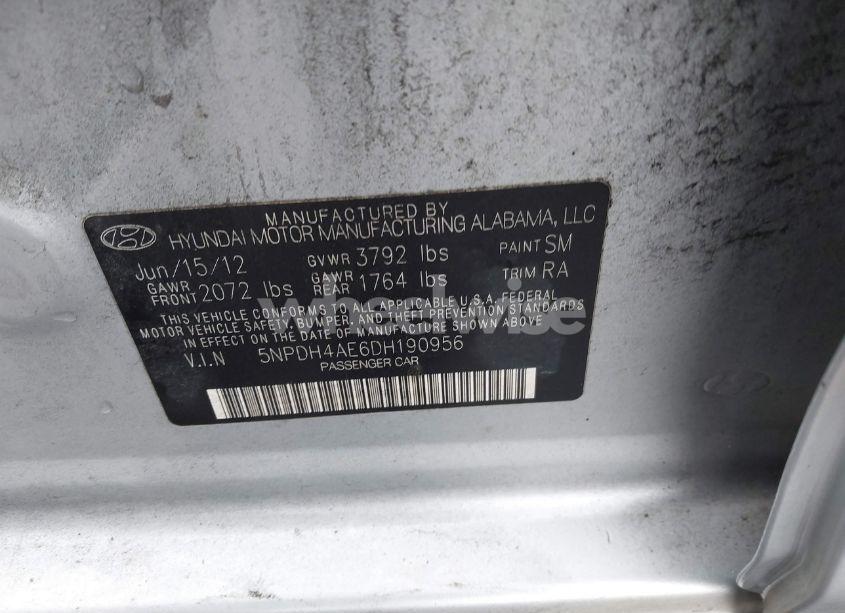 MANUFACTURED BY
HYUNDAI MOTOR MANUFACTURING ALABAMA, LLC
Jun/15/12 GVWR 3792 lbs PAINT SM
GAWR FRONT 2072 lbs GAWR REAR 1764 lbs TRIM RA
THIS VEHICLE CONFORMS TO ALL APPLICABLE U.S.A. FEDERAL
MOTOR VEHICLE SAFETY, BUMPER, AND THEFT PREVENTION STANDARDS
IN EFFECT ON THE DATE OF MANUFACTURE SHOWN ABOVE
V.I.N 5NPDH4AE6DH190956
PASSENGER CAR
wheelwise